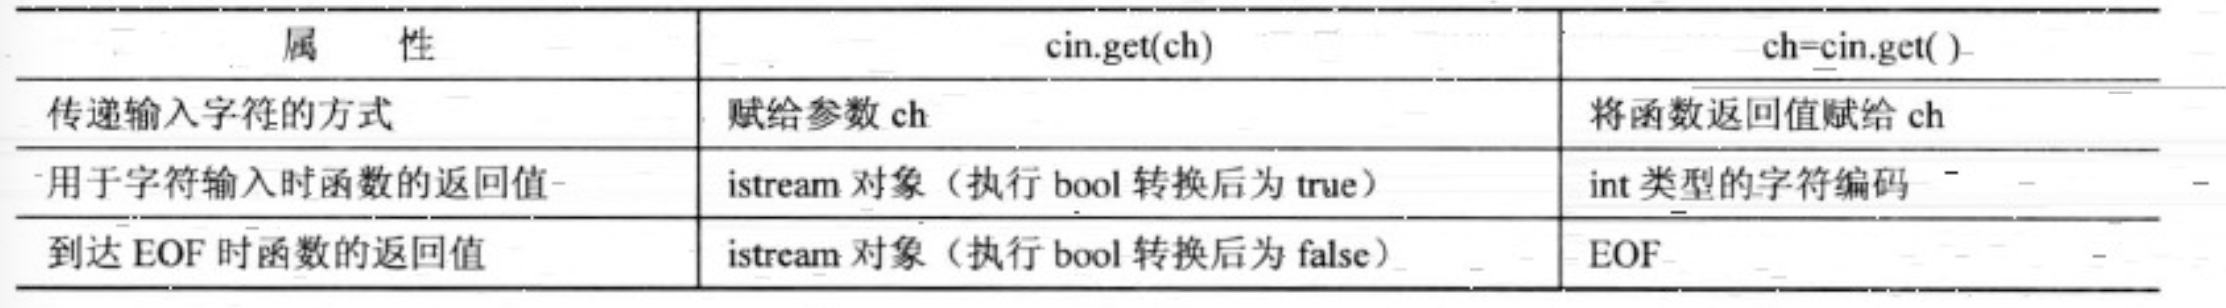 属 性 cin.get(ch) ch=cin.get( )
传递输入字符的方式 赋给参数 ch 将函数返回值赋给 ch
用于字符输入时函数的返回值 istream 对象（执行 bool 转换后为 true） int 类型的字符编码
到达 EOF 时函数的返回值 istream 对象（执行 bool 转换后为 false） EOF